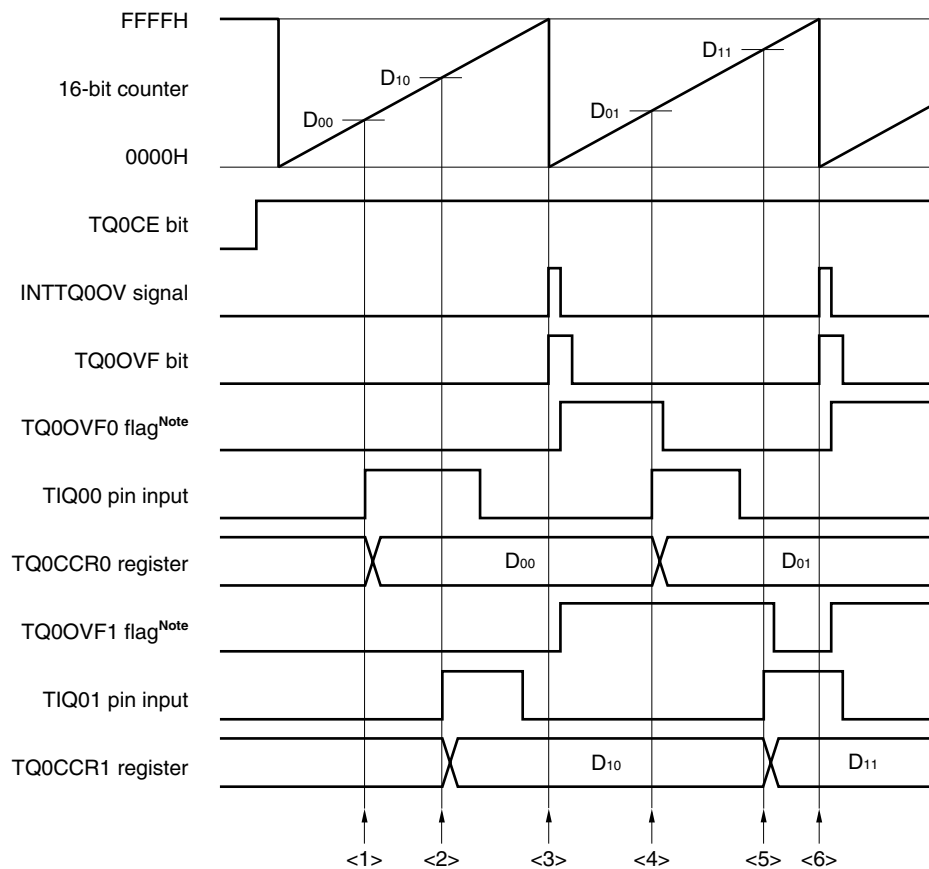 FFFFH
D10
D11
16-bit counter
D00
D01
0000H
TQ0CE bit
INTTQ0OV signal
TQ0OVF bit
TQ0OVF0 flagNote
TIQ00 pin input
TQ0CCR0 register
D00
D01
TQ0OVF1 flagNote
TIQ01 pin input
TQ0CCR1 register
D10
D11
<1> <2> <3> <4> <5> <6>